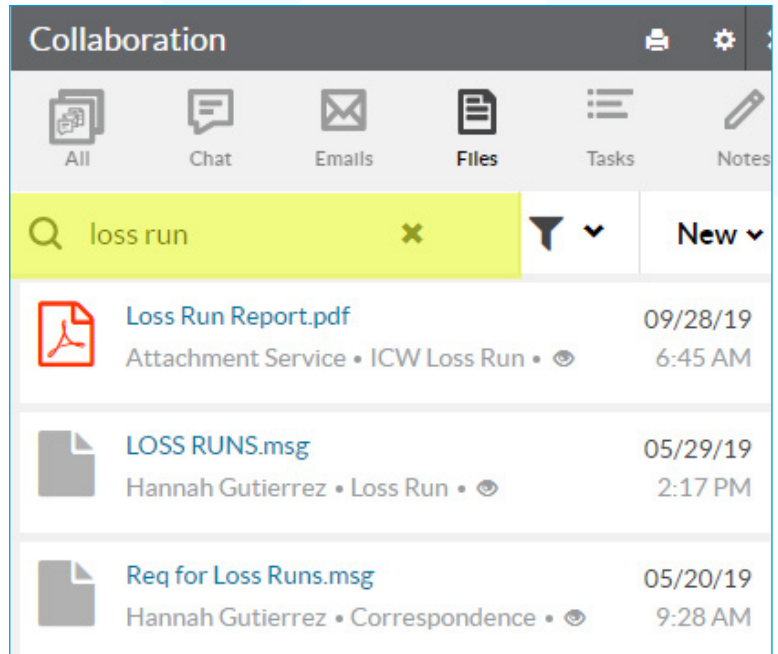 Collaboration
All Chat Emails Files Tasks Notes
loss run New
Loss Run Report.pdf 09/28/19
Attachment Service • ICW Loss Run • 6:45 AM
LOSS RUNS.msg 05/29/19
Hannah Gutierrez • Loss Run • 2:17 PM
Req for Loss Runs.msg 05/20/19
Hannah Gutierrez • Correspondence • 9:28 AM